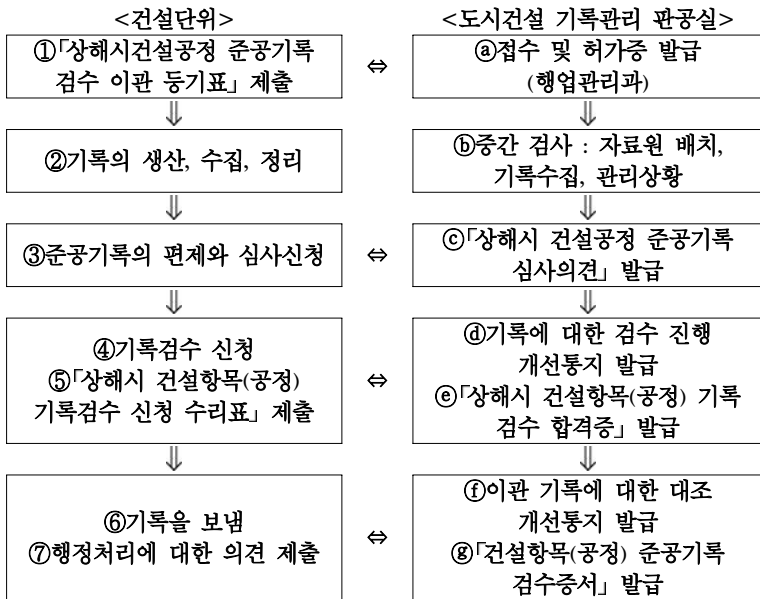 <건설단위>
<도시건설 기록관리 판공실>
①「상해시건설공정 준공기록
검수 이관 등기표」 제출
⇔
ⓐ접수 및 허가증 발급
(행업관리과)
⇓
⇓
②기록의 생산, 수집, 정리
ⓑ중간 검사 : 자료원 배치,
기록수집, 관리상황
⇓
⇓
③준공기록의 편제와 심사신청
⇔
ⓒ「상해시 건설공정 준공기록
심사의견」 발급
⇓
⇓
④기록검수 신청
⑤「상해시 건설항목(공정)
기록검수 신청 수리표」 제출
⇔
ⓓ기록에 대한 검수 진행
개선통지 발급
ⓔ「상해시 건설항목(공정) 기록
검수 합격증」 발급
⇓
⇓
⑥기록을 보냄
⑦행정처리에 대한 의견 제출
⇔
ⓕ이관 기록에 대한 대조
개선통지 발급
ⓖ「건설항목(공정) 준공기록
검수증서」 발급